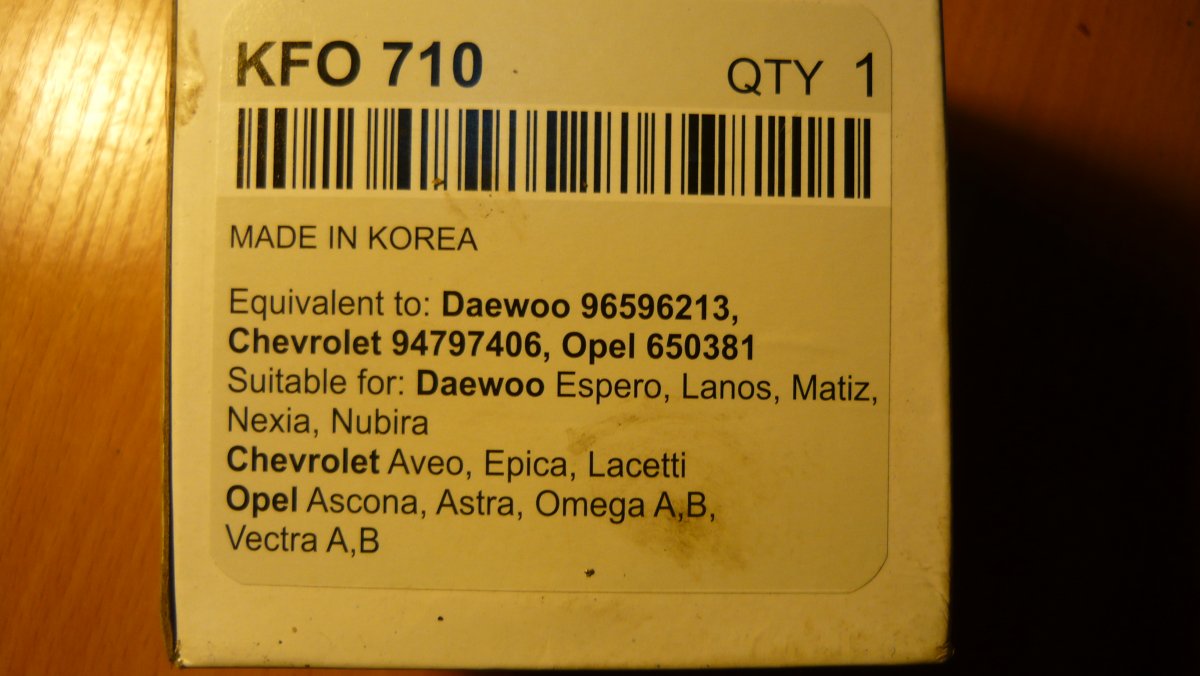 KFO 710
QTY 1
MADE IN KOREA
Equivalent to: Daewoo 96596213,
Chevrolet 94797406, Opel 650381
Suitable for: Daewoo Espero, Lanos, Matiz,
Nexia, Nubira
Chevrolet Aveo, Epica, Lacetti
Opel Ascona, Astra, Omega A,B,
Vectra A,B